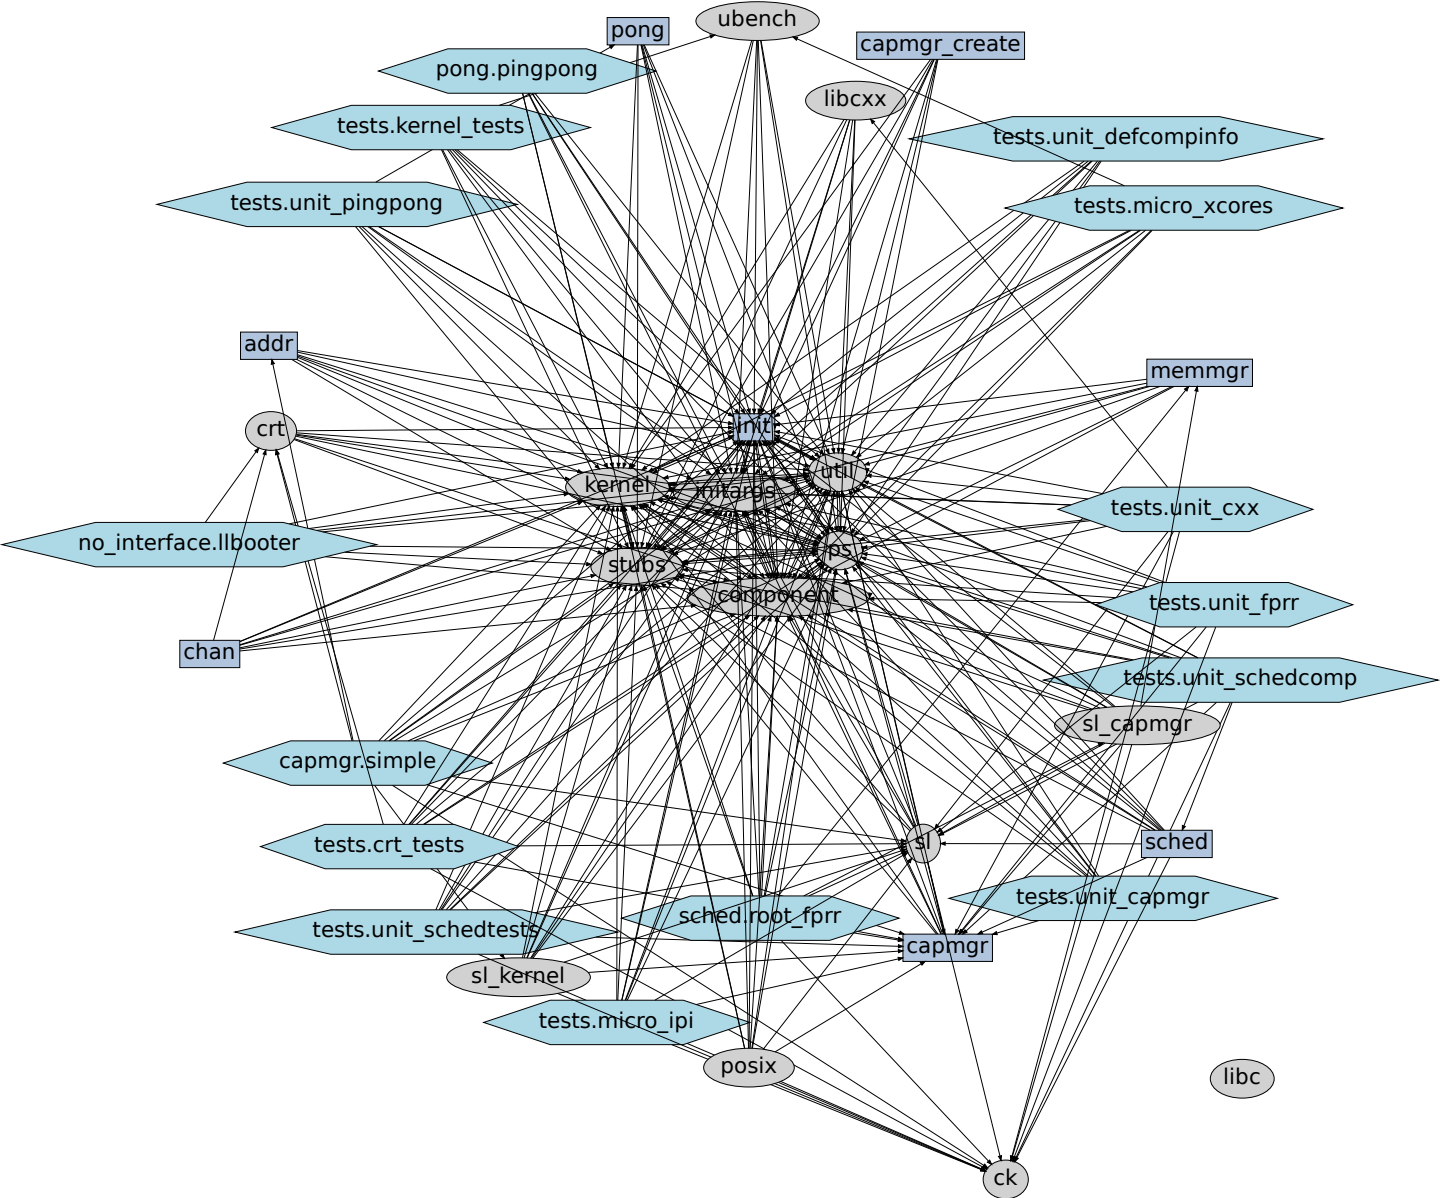 ubench
pong
capmgr_create
pong.pingpong
libcxx
tests.kernel_tests
tests.unit_defcompinfo
tests.unit_pingpong
tests.micro_xcores
addr
memmgr
crt
init
util
kernel
initargs
tests.unit_cxx
no_interface.llbooter
ps
stubs
component
tests.unit_fprr
chan
tests.unit_schedcomp
sl_capmgr
capmgr.simple
tests.crt_tests
sl
sched
tests.unit_capmgr
sched.root_fprr
tests.unit_schedtests
capmgr
sl_kernel
tests.micro_ipi
posix
libc
ck